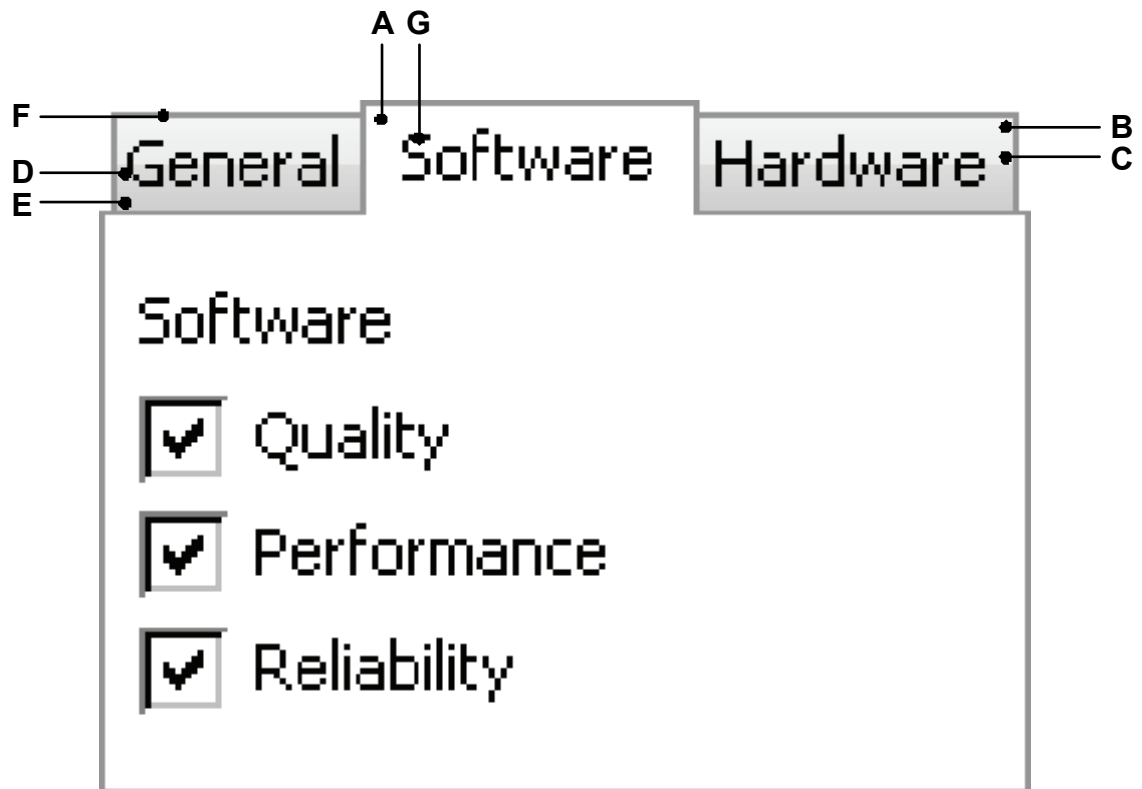 A G
F
B
General Software Hardware
C
D
E
Software
Quality
Performance
Reliability